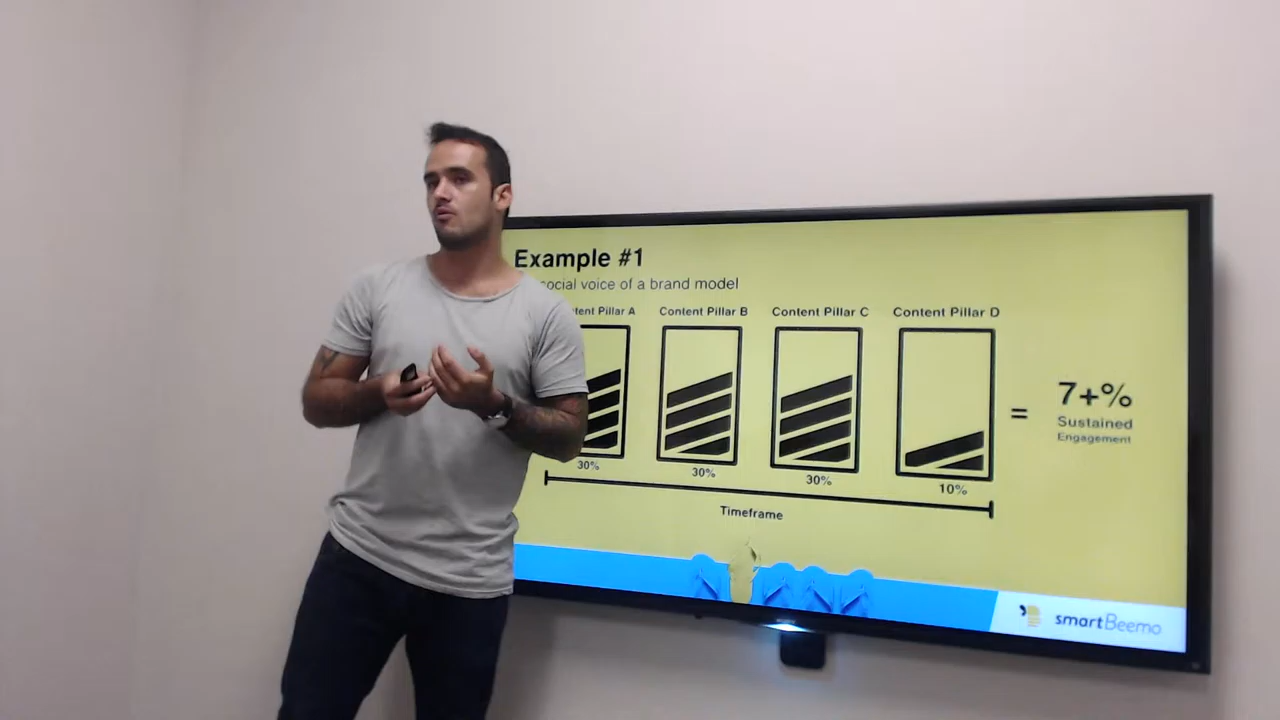 Example #1
social voice of a brand model
Content Pillar B Content Pillar C Content Pillar D
30% 30% 30% 10%
Timeframe
=
7+%
Sustained
Engagement
smartBeemo